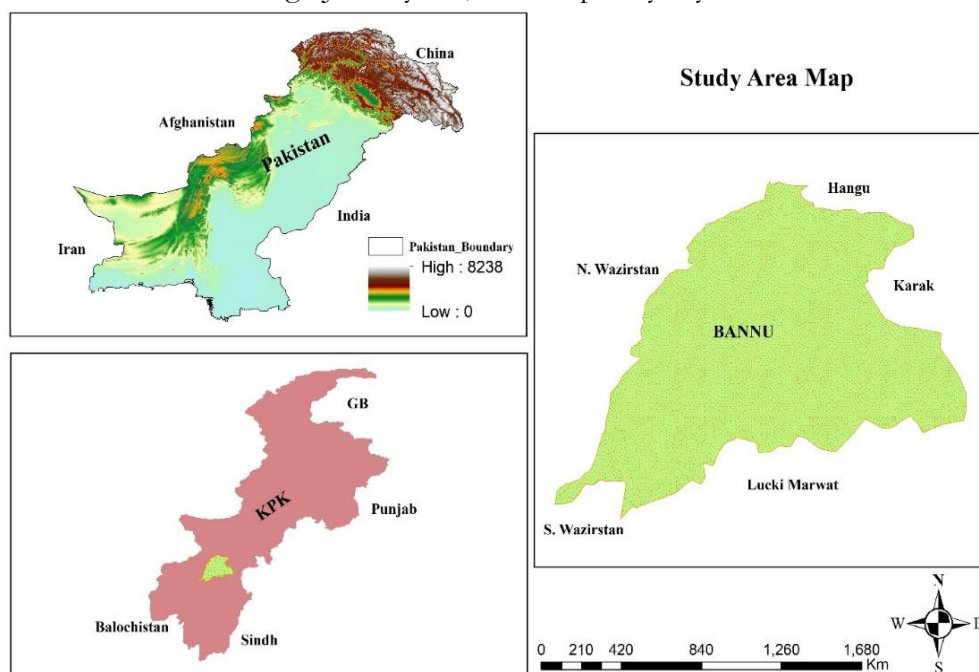 China
Study Area Map
Afghanistan
Pakistan
India
Iran
Pakistan_Boundary
High : 8238
Low : 0
Hangu
N. Wazirstan
Karak
BANNU
Lucki Marwat
S. Wazirstan
GB
KPK
Punjab
Balochistan
Sindh
N
W
S
0 210 420 840 1,260 1,680
Km